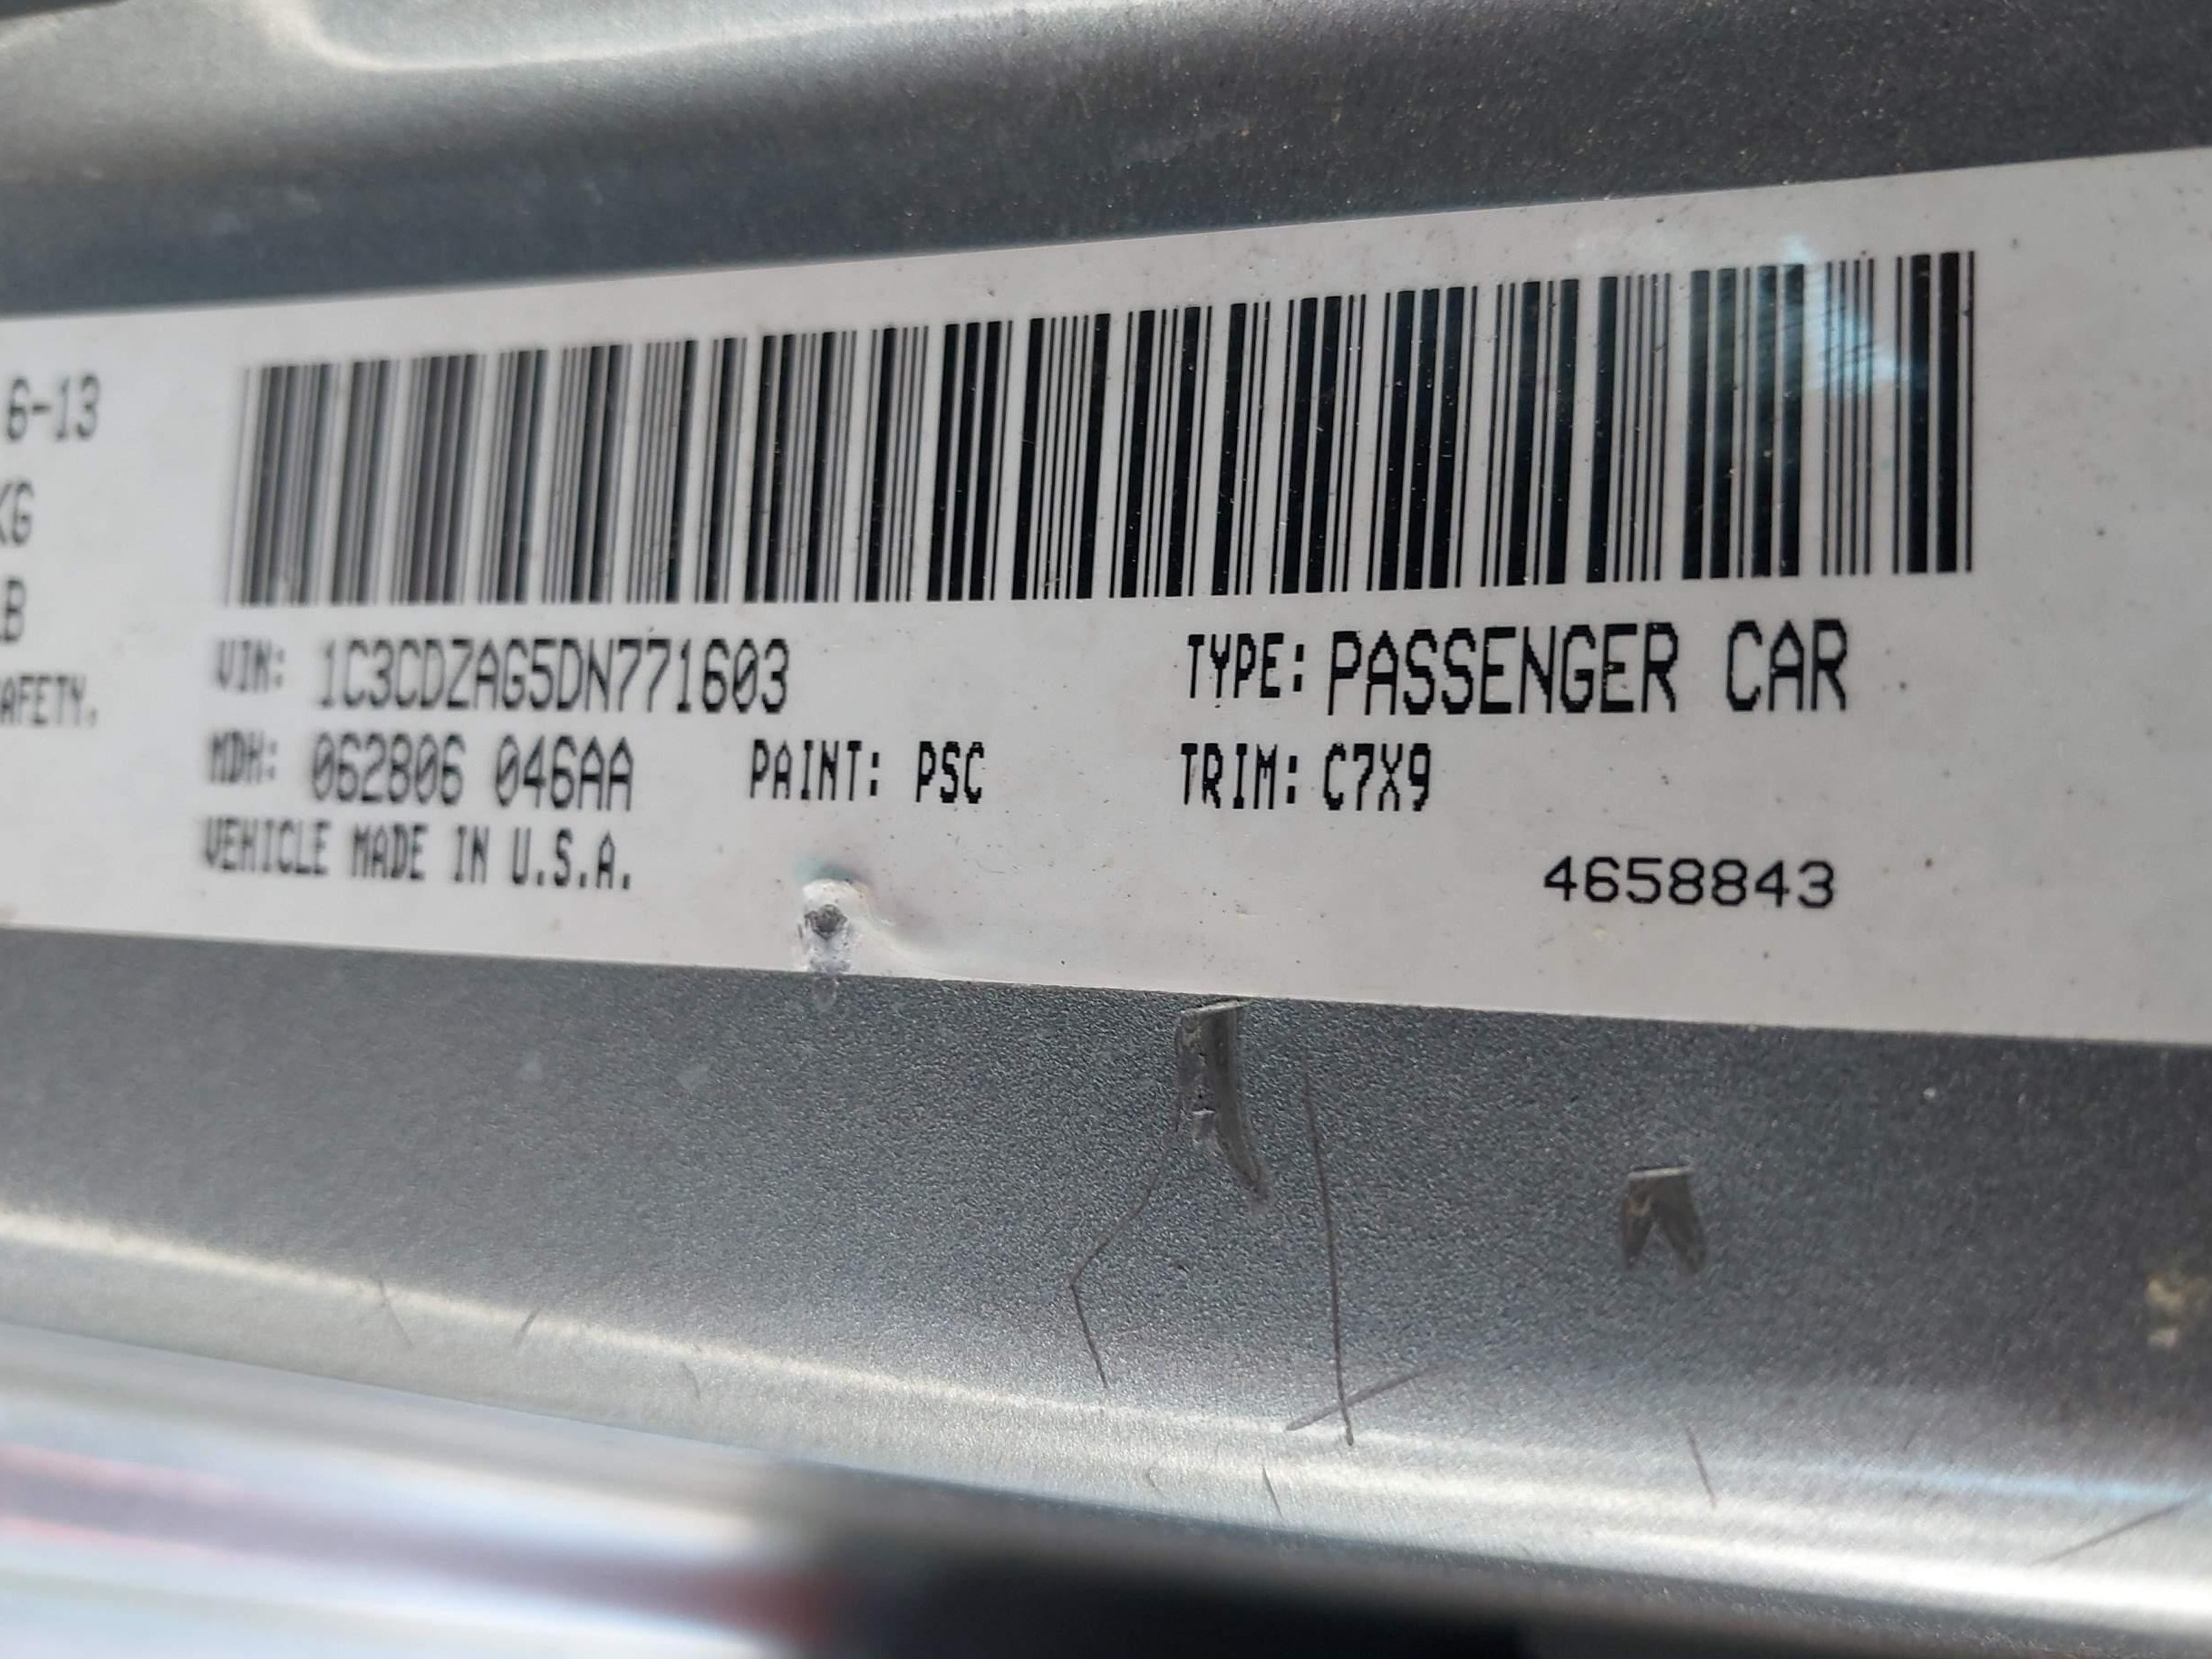 6-13
KG
LB
AFETY.
VIN: 1C3CDZAG5DN771603
TYPE: PASSENGER CAR
MDH: 062806 046AA
PAINT: PSC
TRIM: C7X9
VEHICLE MADE IN U.S.A.
4658843